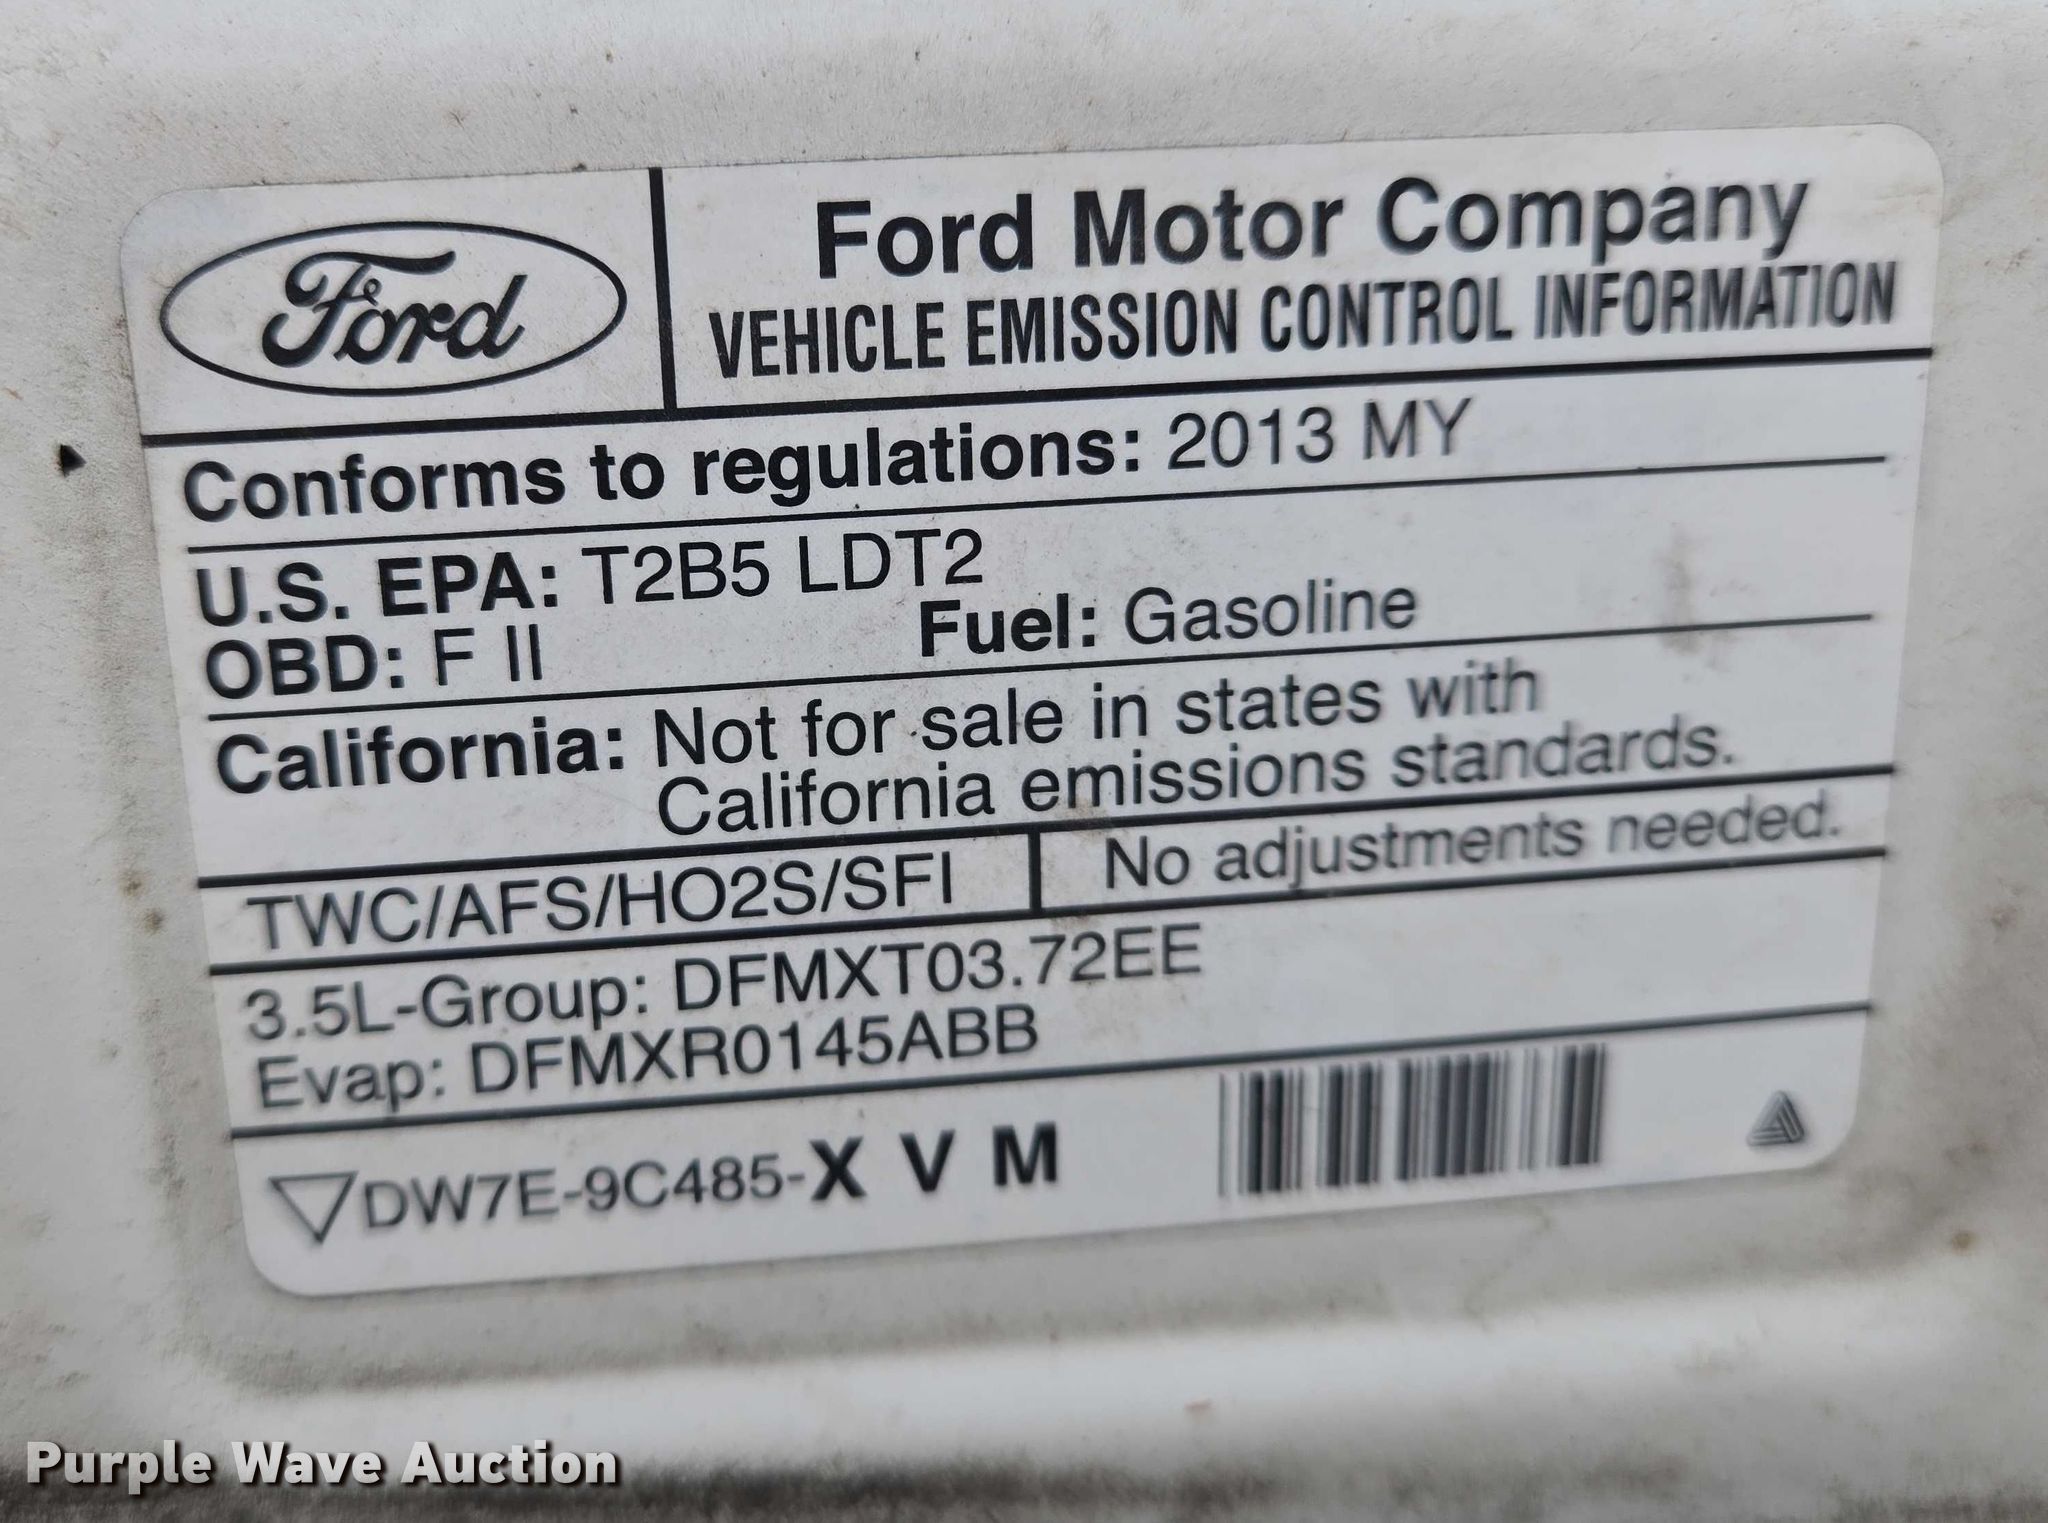 Ford
Ford Motor Company
VEHICLE EMISSION CONTROL INFORMATION
Conforms to regulations: 2013 MY
U.S. EPA: T2B5 LDT2
OBD: F II Fuel: Gasoline
California: Not for sale in states with
California emissions standards.
TWC/AFS/HO2S/SFI No adjustments needed.
3.5L-Group: DFMXT03.72EE
Evap: DFMXR0145ABB
DW7E-9C485-X V M
Purple Wave Auction